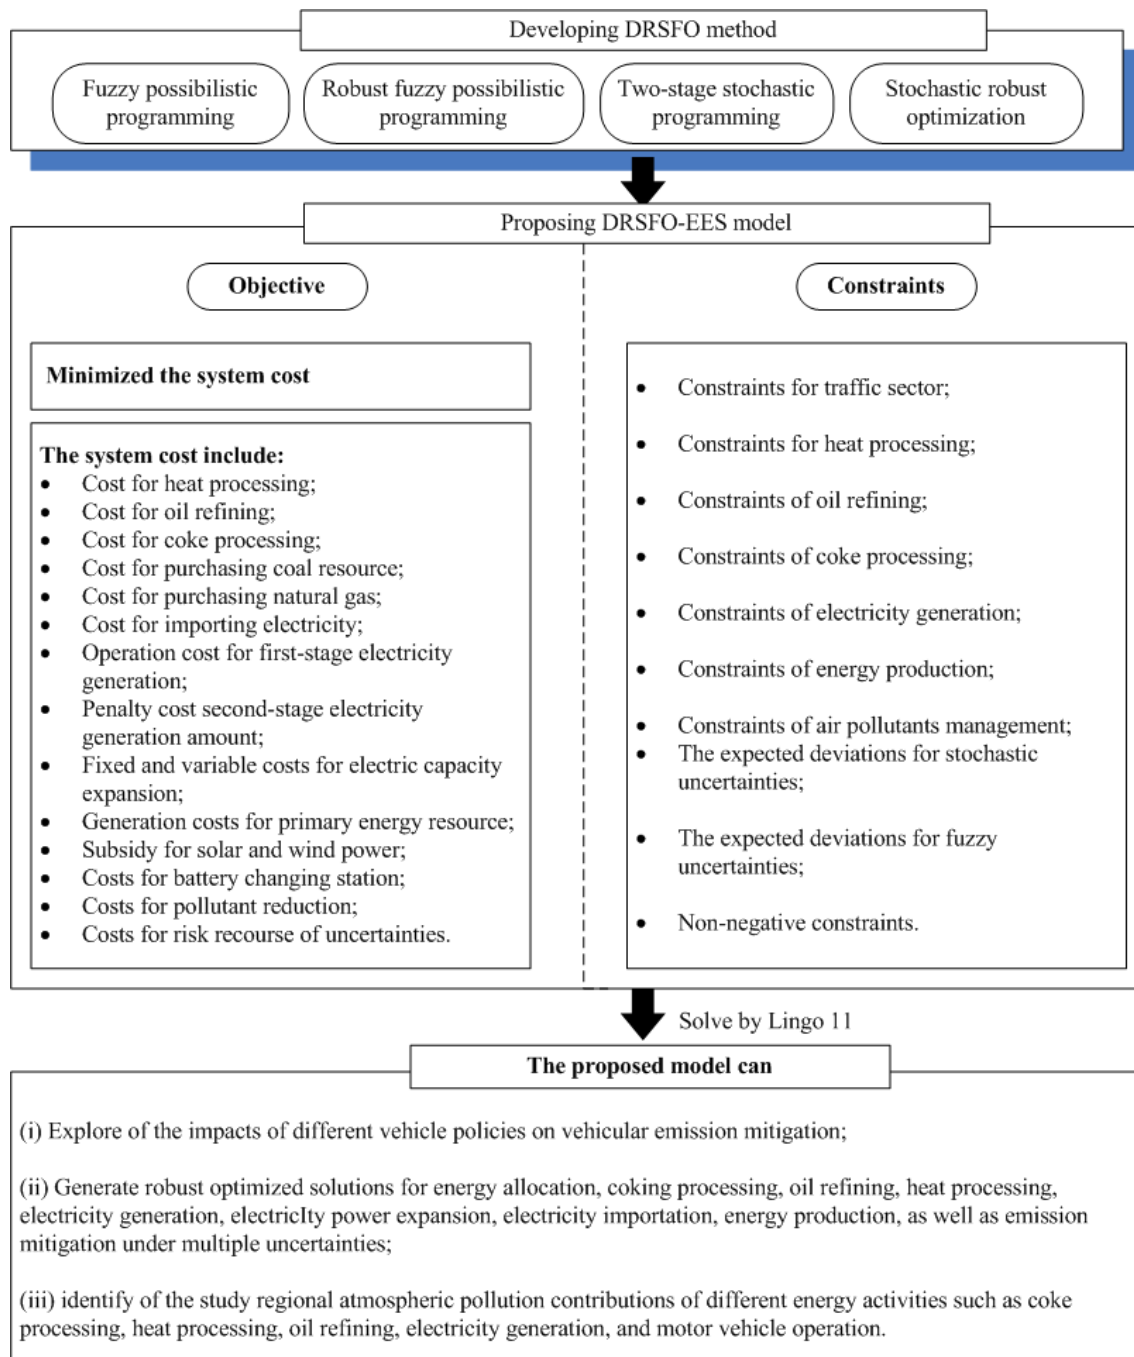 Developing DRSFO method
Fuzzy possibilistic
programming
Robust fuzzy possibilistic
programming
Two-stage stochastic
programming
Stochastic robust
optimization
Proposing DRSFO-EES model
Objective
Minimized the system cost
The system cost include:
• Cost for heat processing;
• Cost for oil refining;
• Cost for coke processing;
• Cost for purchasing coal resource;
• Cost for purchasing natural gas;
• Cost for importing electricity;
• Operation cost for first-stage electricity
generation;
• Penalty cost second-stage electricity
generation amount;
• Fixed and variable costs for electric capacity
expansion;
• Generation costs for primary energy resource;
• Subsidy for solar and wind power;
• Costs for battery changing station;
• Costs for pollutant reduction;
• Costs for risk recourse of uncertainties.
Constraints
• Constraints for traffic sector;
• Constraints for heat processing;
• Constraints of oil refining;
• Constraints of coke processing;
• Constraints of electricity generation;
• Constraints of energy production;
• Constraints of air pollutants management;
• The expected deviations for stochastic
uncertainties;
• The expected deviations for fuzzy
uncertainties;
• Non-negative constraints.
Solve by Lingo 11
The proposed model can
(i) Explore of the impacts of different vehicle policies on vehicular emission mitigation;
(ii) Generate robust optimized solutions for energy allocation, coking processing, oil refining, heat processing,
electricity generation, electricIty power expansion, electricity importation, energy production, as well as emission
mitigation under multiple uncertainties;
(iii) identify of the study regional atmospheric pollution contributions of different energy activities such as coke
processing, heat processing, oil refining, electricity generation, and motor vehicle operation.